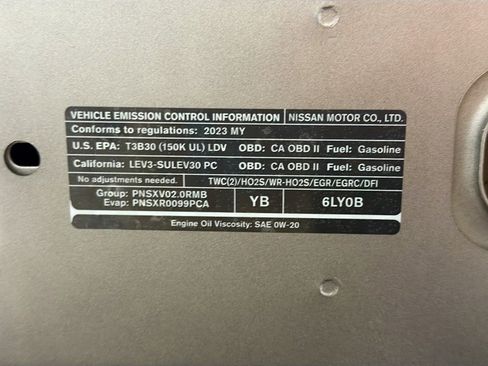 VEHICLE EMISSION CONTROL INFORMATION NISSAN MOTOR CO., LTD.
Conforms to regulations: 2023 MY
U.S. EPA: T3B30 (150K UL) LDV OBD: CA OBD II Fuel: Gasoline
California: LEV3-SULEV30 PC OBD: CA OBD II Fuel: Gasoline
No adjustments needed. TWC(2)/HO2S/WR-HO2S/EGR/EGRC/DFI
Group: PNSXV02.0RMB
Evap: PNSXR0099PCA
YB 6LY0B
Engine Oil Viscosity: SAE 0W-20